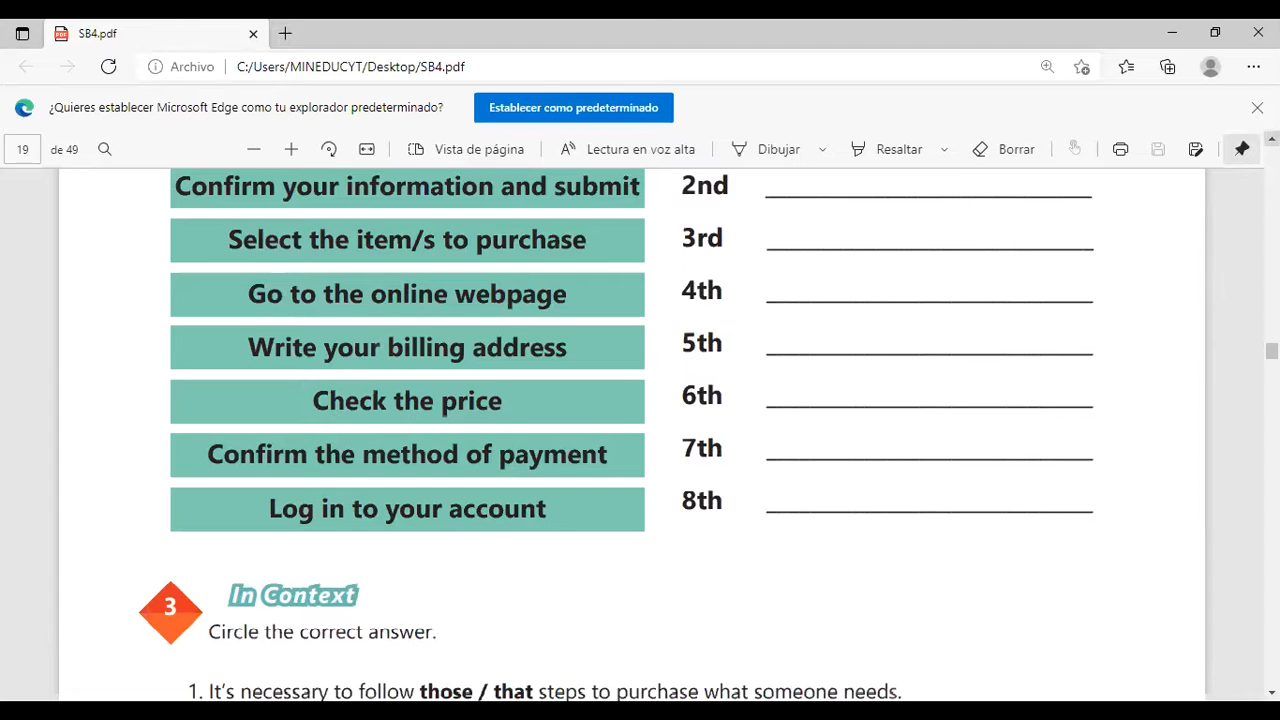 SB4.pdf
Archivo C:/Users/MINEDUCYT/Desktop/SB4.pdf
¿Quieres establecer Microsoft Edge como tu explorador predeterminado? Establecer como predeterminado
19 de 49 Vista de página Lectura en voz alta Dibujar Resaltar Borrar
Confirm your information and submit 2nd
Select the item/s to purchase 3rd
Go to the online webpage 4th
Write your billing address 5th
Check the price 6th
Confirm the method of payment 7th
Log in to your account 8th
3 In Context
Circle the correct answer.
1. It's necessary to follow those / that steps to purchase what someone needs.